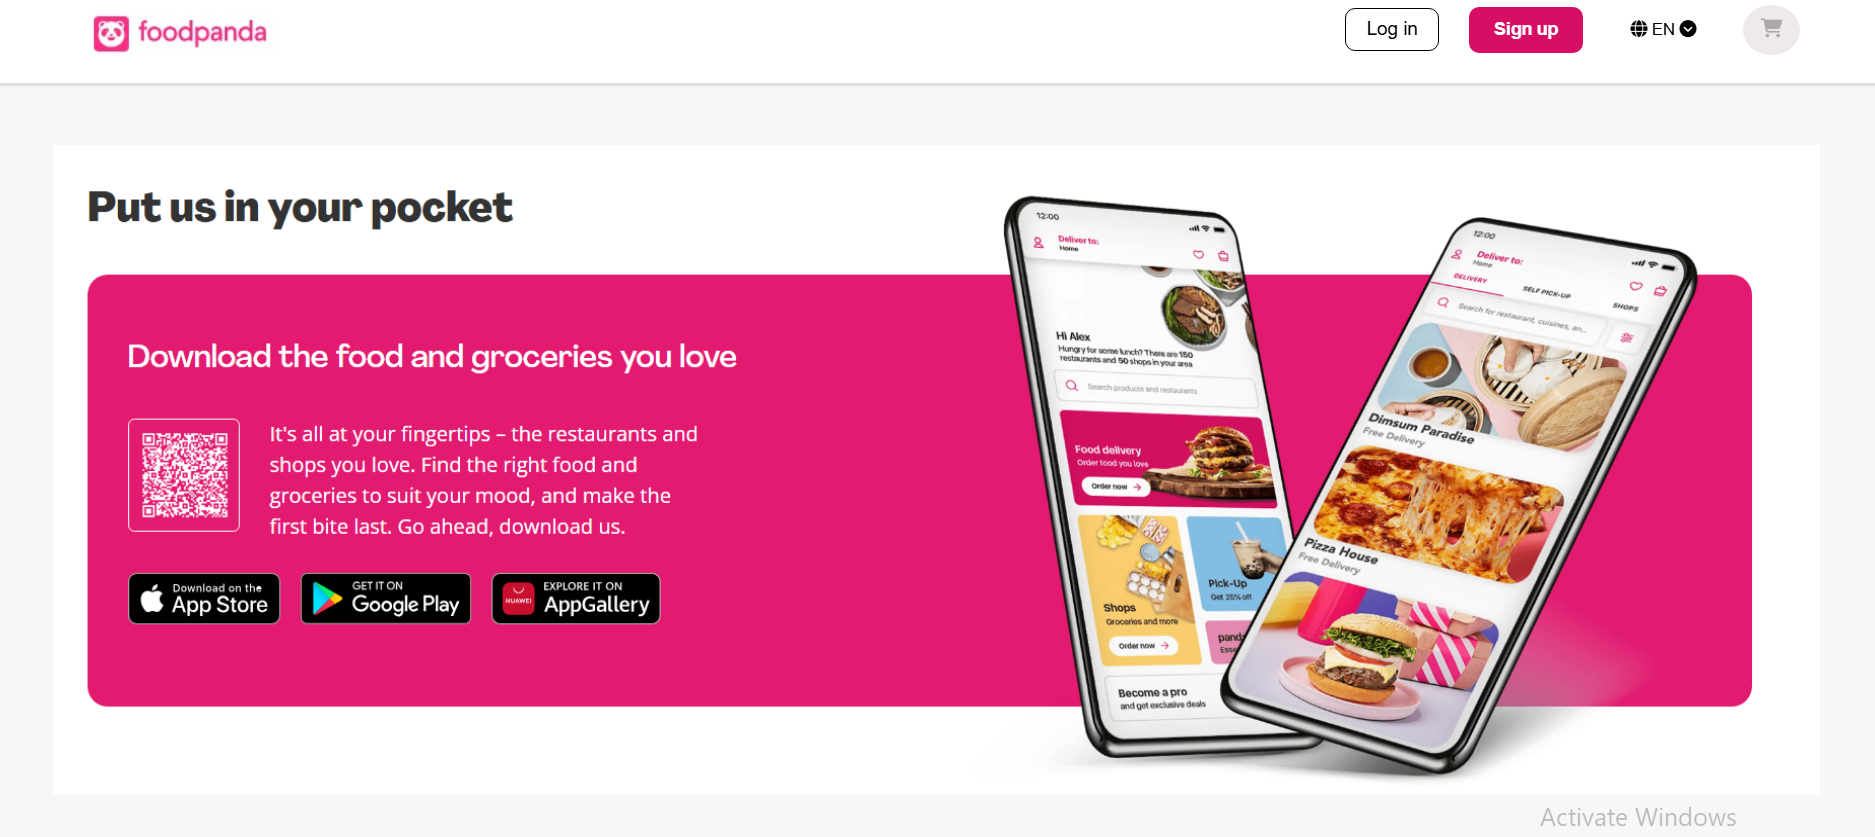 foodpanda
Log in
Sign up
EN
Put us in your pocket
Download the food and groceries you love
It's all at your fingertips – the restaurants and
shops you love. Find the right food and
groceries to suit your mood, and make the
first bite last. Go ahead, download us.
Download on the
App Store
GET IT ON
Google Play
HUAWEI
EXPLORE IT ON
AppGallery
12:00
Deliver to:
Home
Hi Alex
Hungry for some lunch? There are 150
restaurants and 50 shops in your area
Search products and restaurants
Food delivery
Order food you love
Order now
Shops
Groceries and more
Order now
Pick-Up
Get 25% off
panda
Become a pro
and get exclusive deals
12:00
Deliver to:
Home
DELIVERY
SELF PICK-UP
SHOPS
Search for restaurant, cuisines, an...
Dimsum Paradise
Free Delivery
Pizza House
Free Delivery
Activate Windows